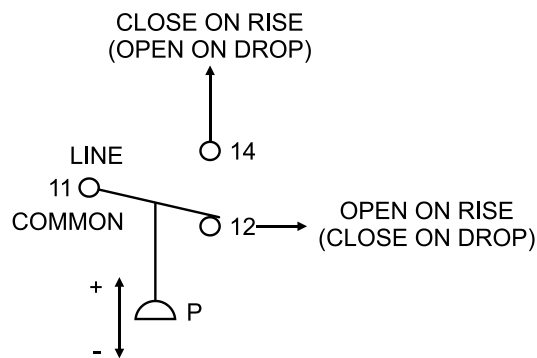 CLOSE ON RISE
(OPEN ON DROP)
14
LINE
11
COMMON
12
OPEN ON RISE
(CLOSE ON DROP)
+
P
-